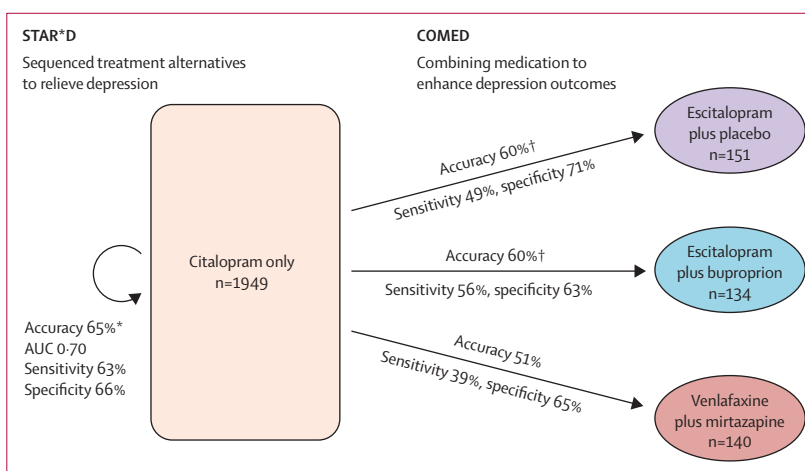 STAR*D
Sequenced treatment alternatives
to relieve depression
COMED
Combining medication to
enhance depression outcomes
Citalopram only
n=1949
Accuracy 65%*
AUC 0·70
Sensitivity 63%
Specificity 66%
Accuracy 60%†
Sensitivity 49%, specificity 71%
Escitalopram
plus placebo
n=151
Accuracy 60%†
Sensitivity 56%, specificity 63%
Escitalopram
plus buproprion
n=134
Accuracy 51%
Sensitivity 39%, specificity 65%
Venlafaxine
plus mirtazapine
n=140